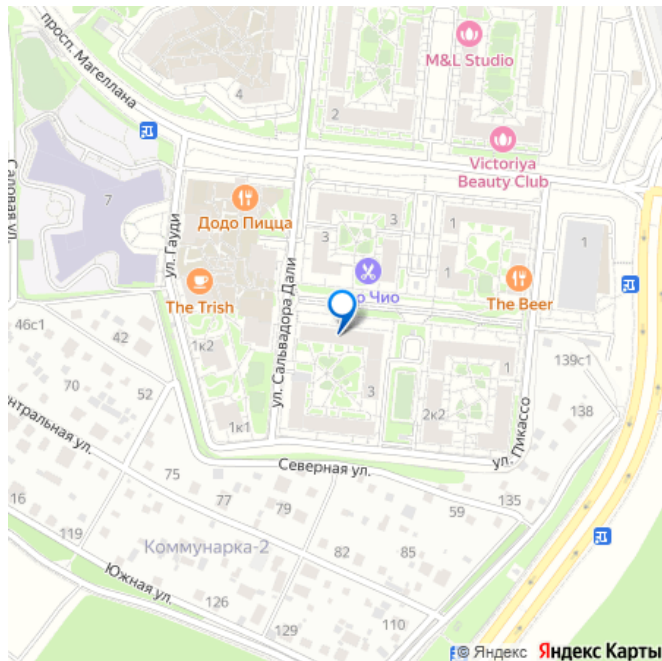 просп. Магеллана
M&L Studio
4
2
Victoriya
Beauty Club
7
Садовая ул.
ул. Гауди
Додо Пицца
3
3
1
1
1
The Trish
ул. Сальвадора Дали
о Чио
The Beer
46с1
42
1к2
139с1
70
52
3
1
138
2к2
1к1
ентральная ул.
ул. Пикассо
Северная ул.
75
16
77
79
59
135
119
Коммунарка-2
82
85
Южная ул.
126
129
110
© Яндекс Яндекс Карты